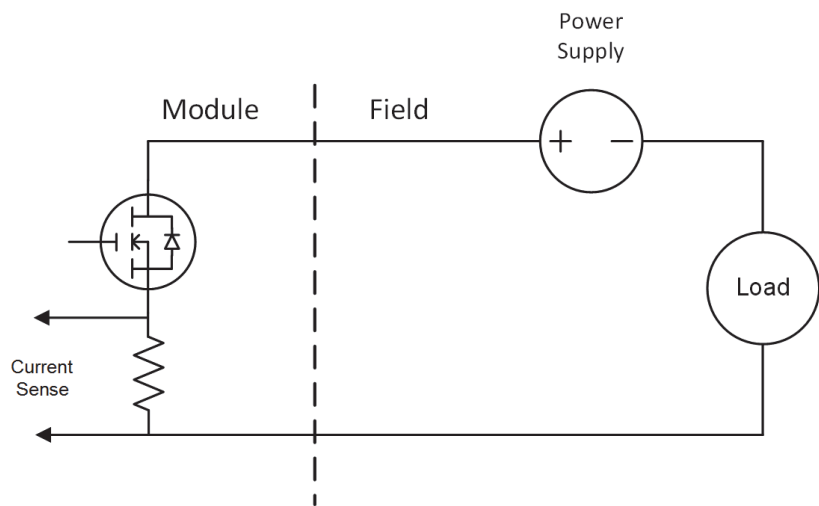 Power
Supply
Module
Field
+ −
Load
Current
Sense